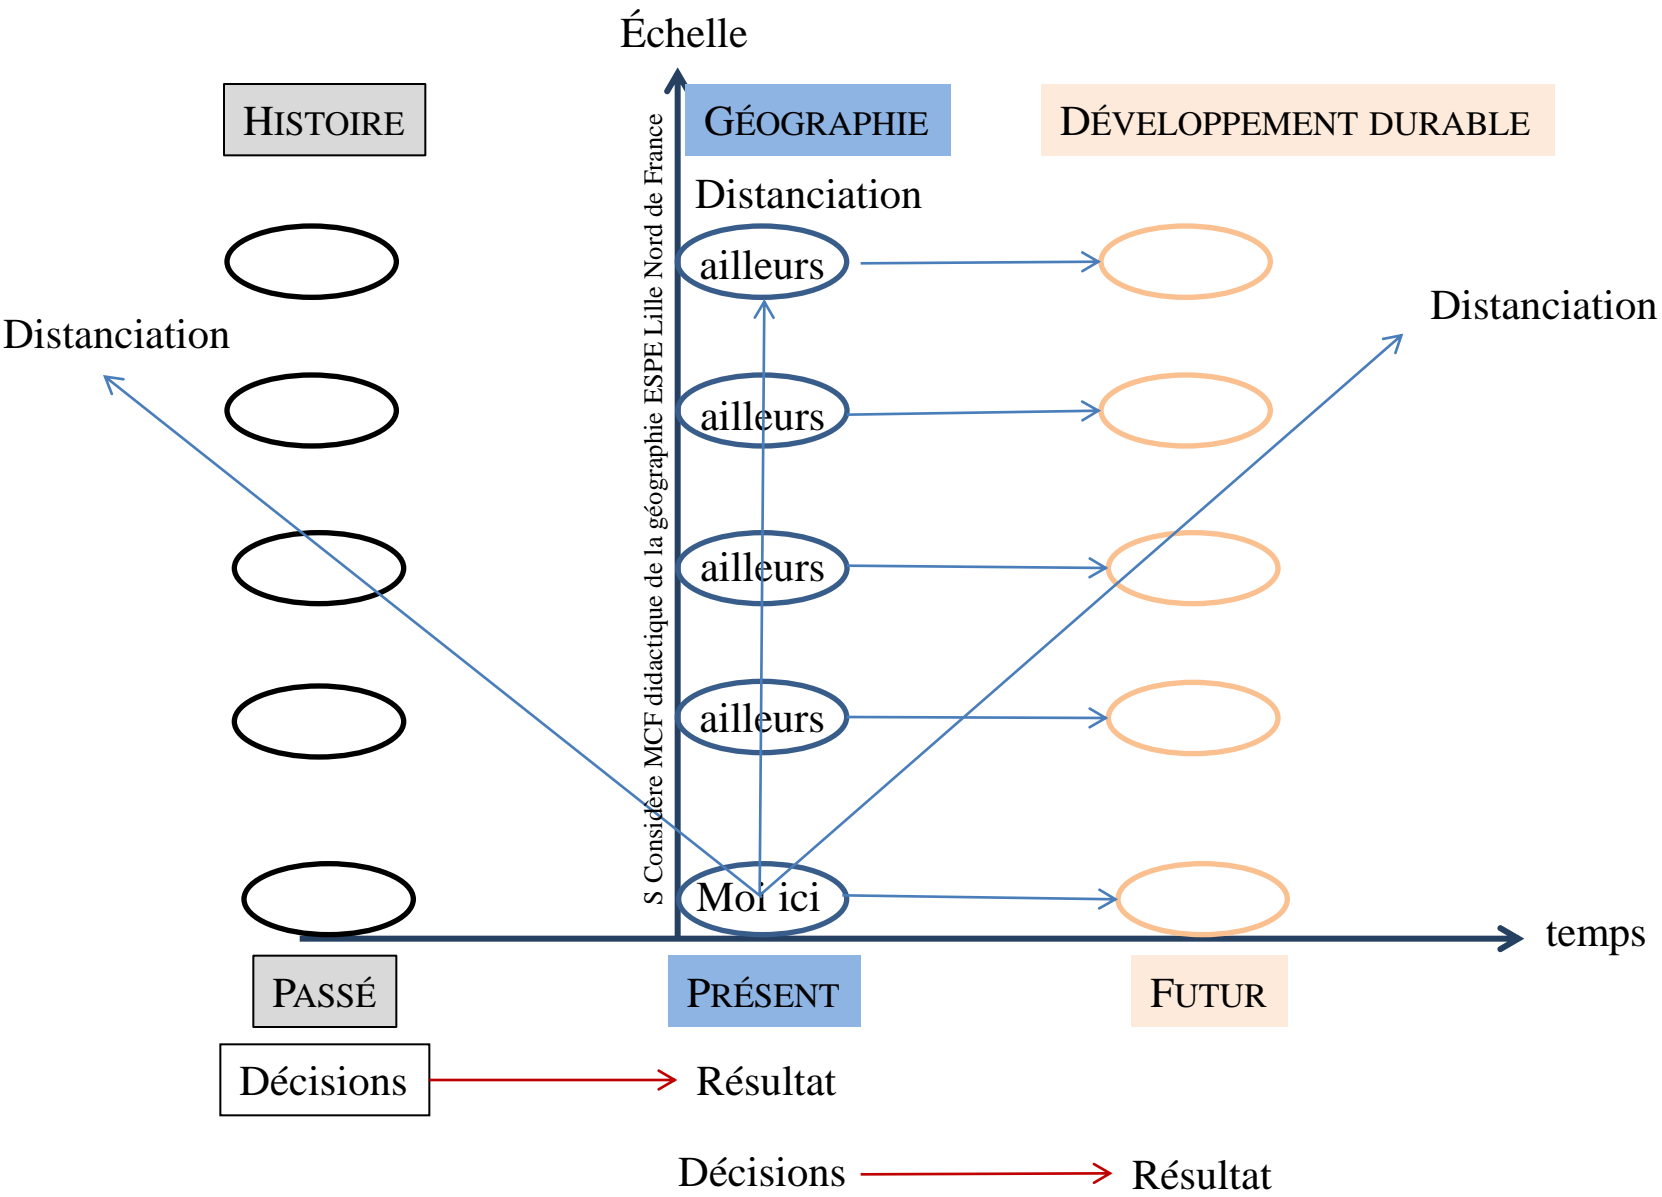 Échelle
HISTOIRE
GÉOGRAPHIE
DÉVELOPPEMENT DURABLE
S Considère MCF didactique de la géographie ESPE Lille Nord de France
Distanciation
ailleurs
Distanciation
Distanciation
ailleurs
ailleurs
ailleurs
Moi ici
temps
PASSÉ
PRÉSENT
FUTUR
Décisions
Résultat
Décisions
Résultat